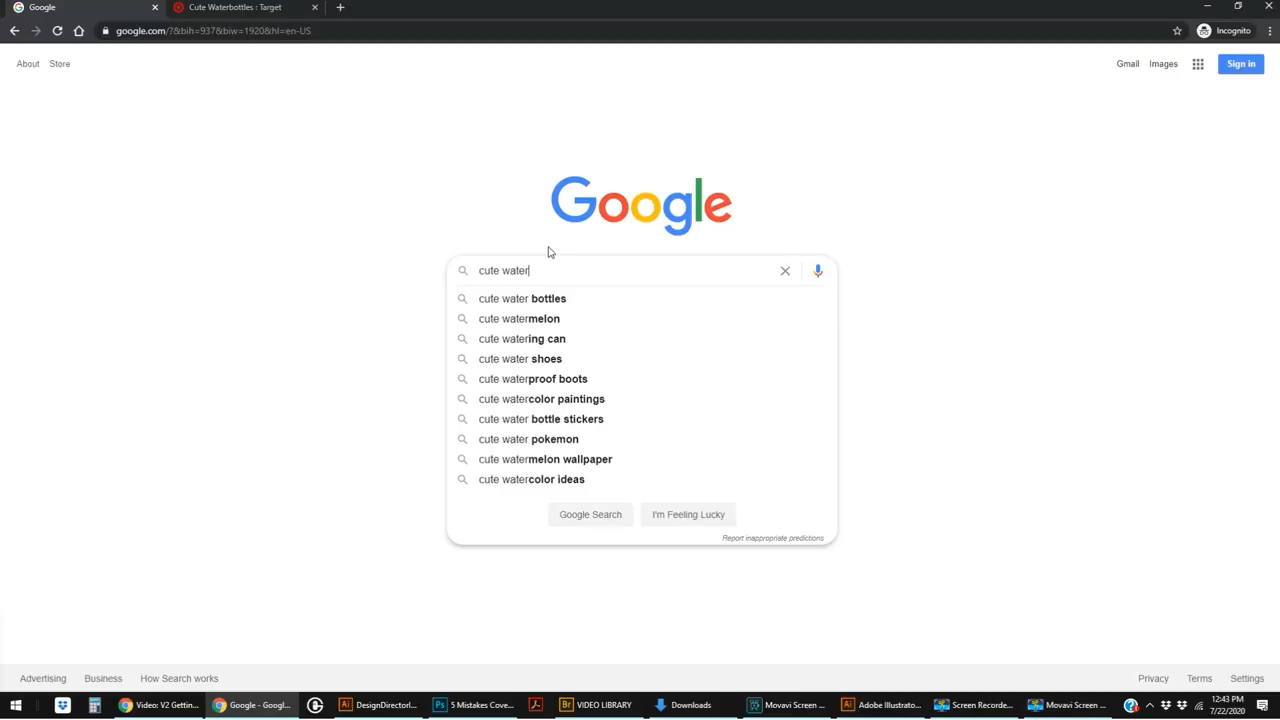 Google
Cute Waterbottles : Target
google.com/?&bih=937&biw=1920&hl=en-US
Incognito
About Store
Gmail Images Sign in
Google
cute water
cute water bottles
cute watermelon
cute watering can
cute water shoes
cute waterproof boots
cute watercolor paintings
cute water bottle stickers
cute water pokemon
cute watermelon wallpaper
cute watercolor ideas
Google Search I'm Feeling Lucky
Report inappropriate predictions
Advertising Business How Search works
Privacy Terms Settings
Video: V2 Gettin...
Google - Googl...
DesignDirectorI...
Ps 5 Mistakes Cove...
Br VIDEO LIBRARY
Downloads
Movavi Screen ...
Ai Adobe Illustrato...
Screen Recorde...
Movavi Screen ...
12:43 PM
7/22/2020